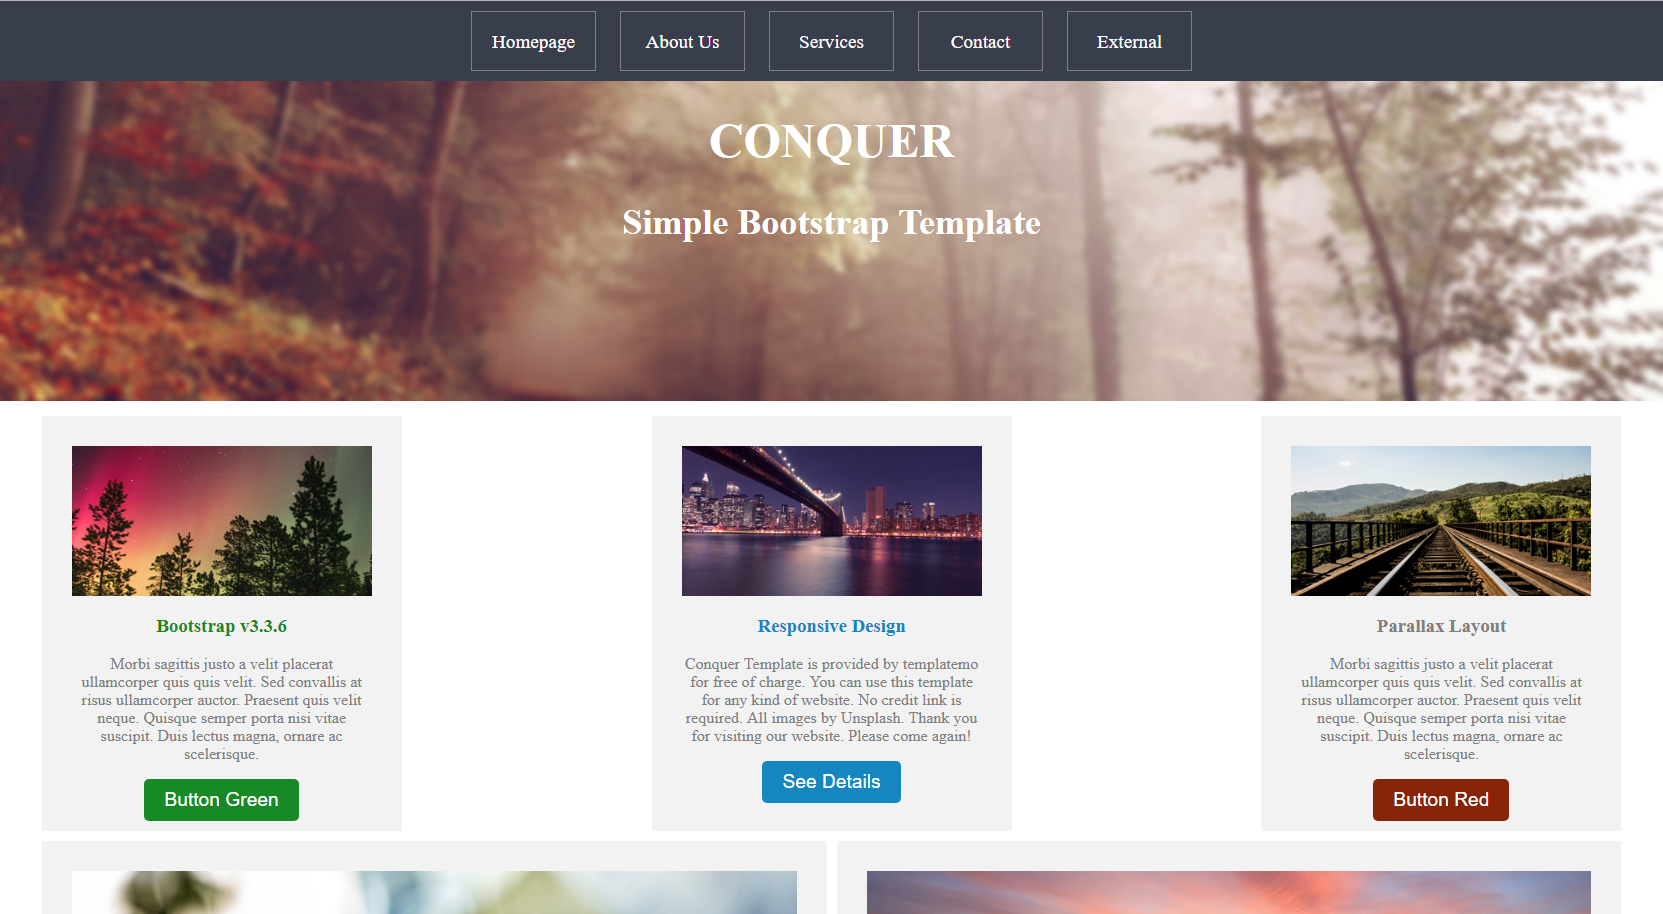 Homepage
About Us
Services
Contact
External
CONQUER
Simple Bootstrap Template
Bootstrap v3.3.6
Morbi sagittis justo a velit placerat
ullamcorper quis quis velit. Sed convallis at
risus ullamcorper auctor. Praesent quis velit
neque. Quisque semper porta nisi vitae
suscipit. Duis lectus magna, ornare ac
scelerisque.
Button Green
Responsive Design
Conquer Template is provided by templatemo
for free of charge. You can use this template
for any kind of website. No credit link is
required. All images by Unsplash. Thank you
for visiting our website. Please come again!
See Details
Parallax Layout
Morbi sagittis justo a velit placerat
ullamcorper quis quis velit. Sed convallis at
risus ullamcorper auctor. Praesent quis velit
neque. Quisque semper porta nisi vitae
suscipit. Duis lectus magna, ornare ac
scelerisque.
Button Red